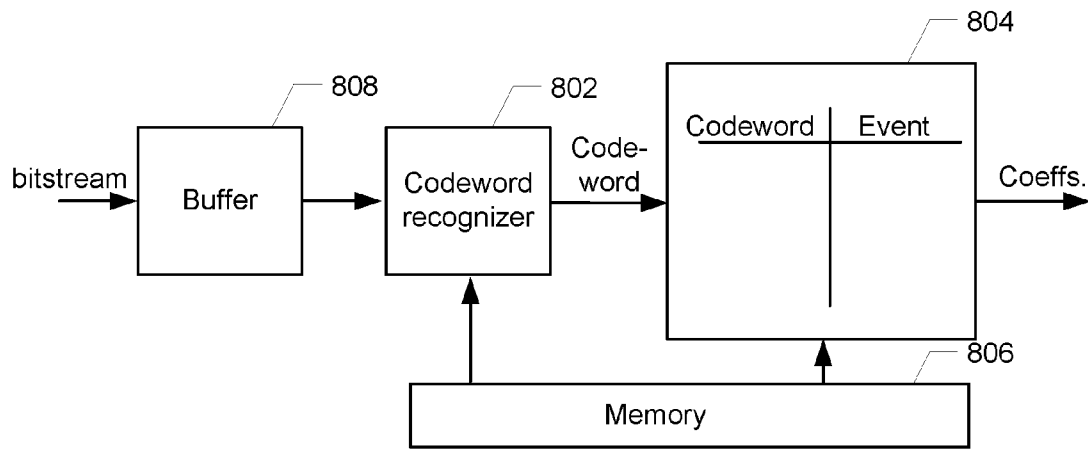 804
808
802
Codeword Event
bitstream
Buffer
Codeword
recognizer
Code-
word
Coeffs.
806
Memory